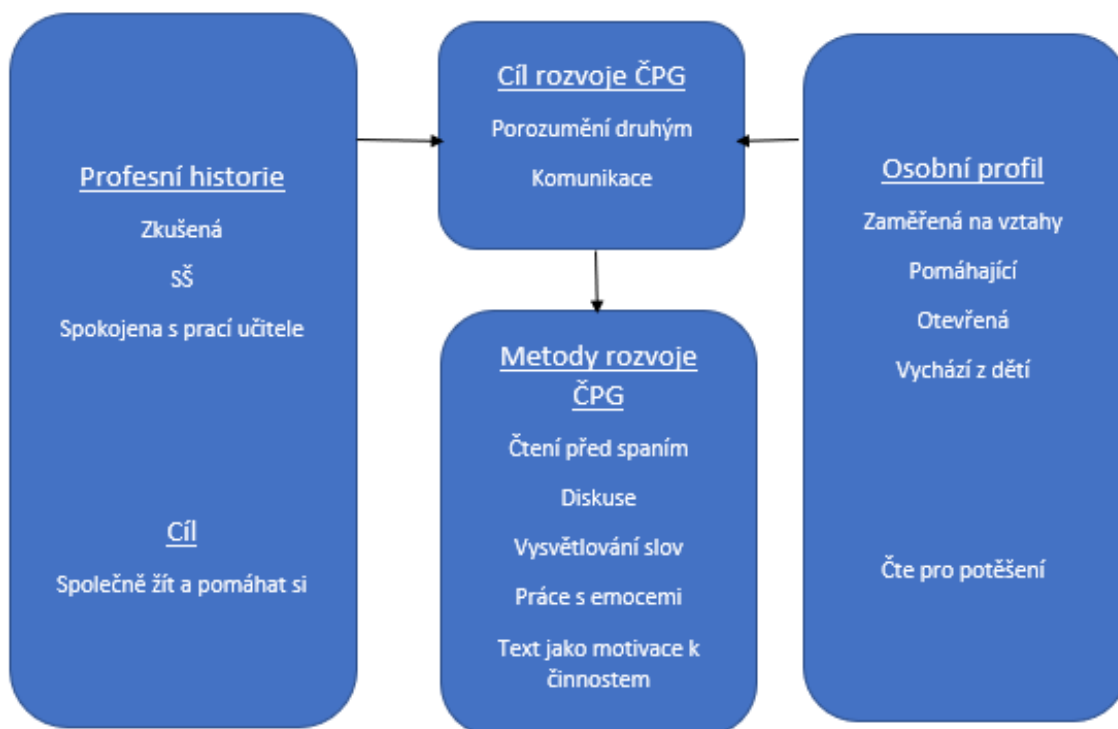 Profesní historie
Zkušená
SŠ
Spokojena s prací učitele
Cíl
Společně žít a pomáhat si
Cíl rozvoje ČPG
Porozumění druhým
Komunikace
Metody rozvoje
ČPG
Čtení před spaním
Diskuse
Vysvětlování slov
Práce s emocemi
Text jako motivace k
činnostem
Osobní profil
Zaměřená na vztahy
Pomáhající
Otevřená
Vychází z dětí
Čte pro potěšení